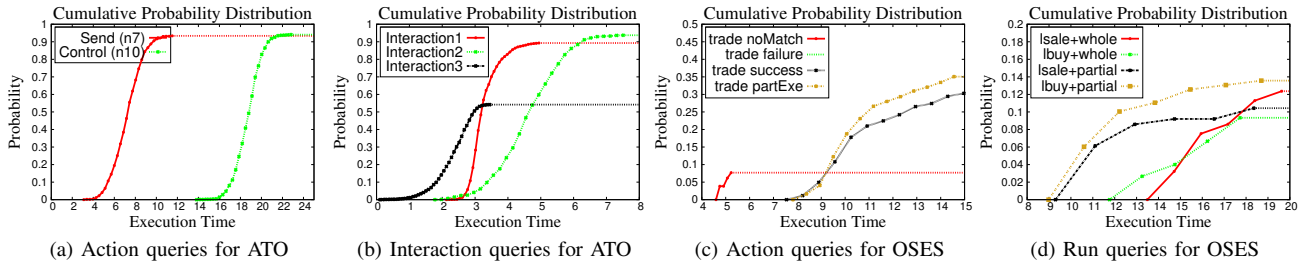 Cumulative Probability Distribution
Probability
1
0.9
0.8
0.7
0.6
0.5
0.4
0.3
0.2
0.1
0
Send (n7)
Control (n10)
0 2 4 6 8 10 12 14 16 18 20 22 24
Execution Time
(a) Action queries for ATO
Cumulative Probability Distribution
Probability
1
0.9
0.8
0.7
0.6
0.5
0.4
0.3
0.2
0.1
0
Interaction1
Interaction2
Interaction3
0 1 2 3 4 5 6 7 8
Execution Time
(b) Interaction queries for ATO
Cumulative Probability Distribution
Probability
0.5
0.45
0.4
0.35
0.3
0.25
0.2
0.15
0.1
0.05
0
trade noMatch
trade failure
trade success
trade partExe
4 5 6 7 8 9 10 11 12 13 14 15
Execution Time
(c) Action queries for OSES
Cumulative Probability Distribution
Probability
0.2
0.18
0.16
0.14
0.12
0.1
0.08
0.06
0.04
0.02
0
lsale+whole
lbuy+whole
lsale+partial
lbuy+partial
8 9 10 11 12 13 14 15 16 17 18 19 20
Execution Time
(d) Run queries for OSES